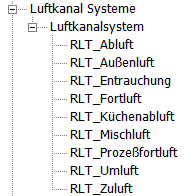 Luftkanal Systeme
Luftkanalsystem
RLT_Abluft
RLT_Außenluft
RLT_Entrauchung
RLT_Fortluft
RLT_Küchenabluft
RLT_Mischluft
RLT_Prozeßfortluft
RLT_Umluft
RLT_Zuluft